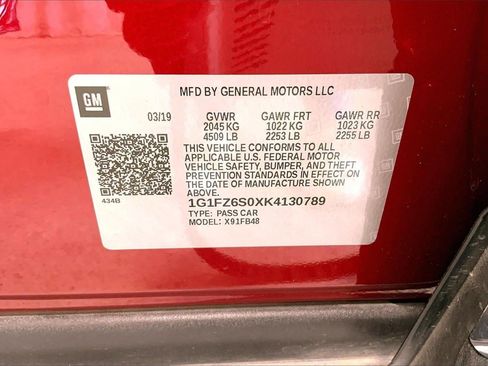 GM
MFD BY GENERAL MOTORS LLC
03/19 GVWR GAWR FRT GAWR RR
2045 KG 1022 KG 1023 KG
4509 LB 2253 LB 2255 LB
THIS VEHICLE CONFORMS TO ALL
APPLICABLE U.S. FEDERAL MOTOR
VEHICLE SAFETY, BUMPER, AND THEFT
PREVENTION STANDARDS IN EFFECT ON
THE DATE OF MANUFACTURE SHOWN
ABOVE.
434B
1G1FZ6S0XK4130789
TYPE: PASS CAR
MODEL: X91FB48